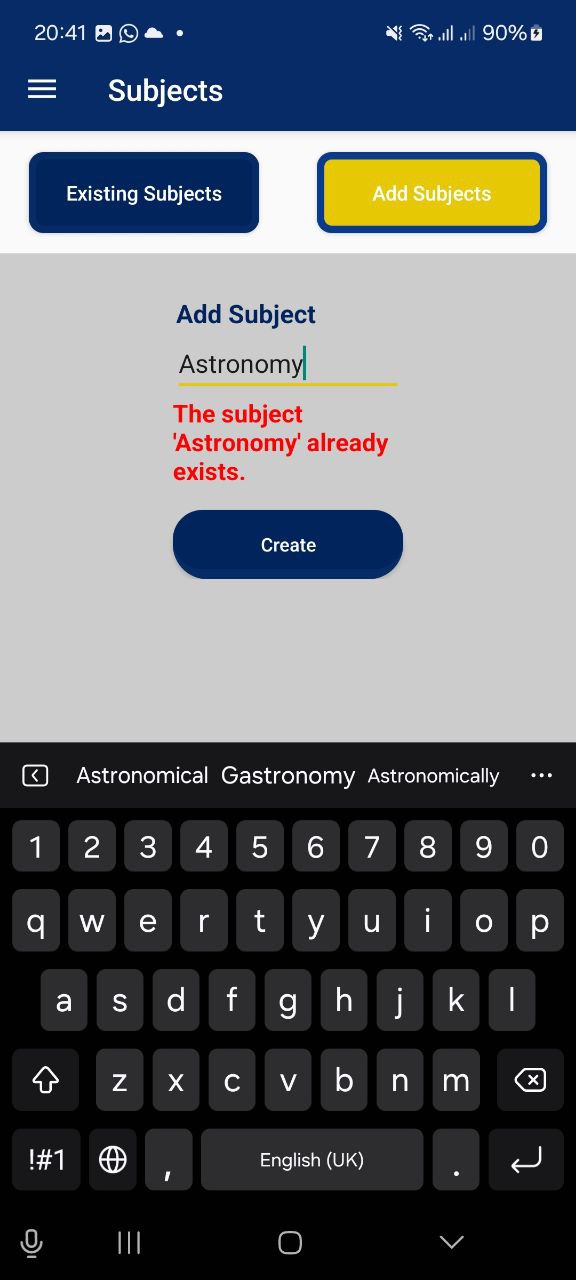 20:41 90%
Subjects
Existing Subjects Add Subjects
Add Subject
Astronomy
The subject
'Astronomy' already
exists.
Create
Astronomical Gastronomy Astronomically ...
1 2 3 4 5 6 7 8 9 0
q w e r t y u i o p
a s d f g h j k l
z x c v b n m
!#1 , English (UK) .